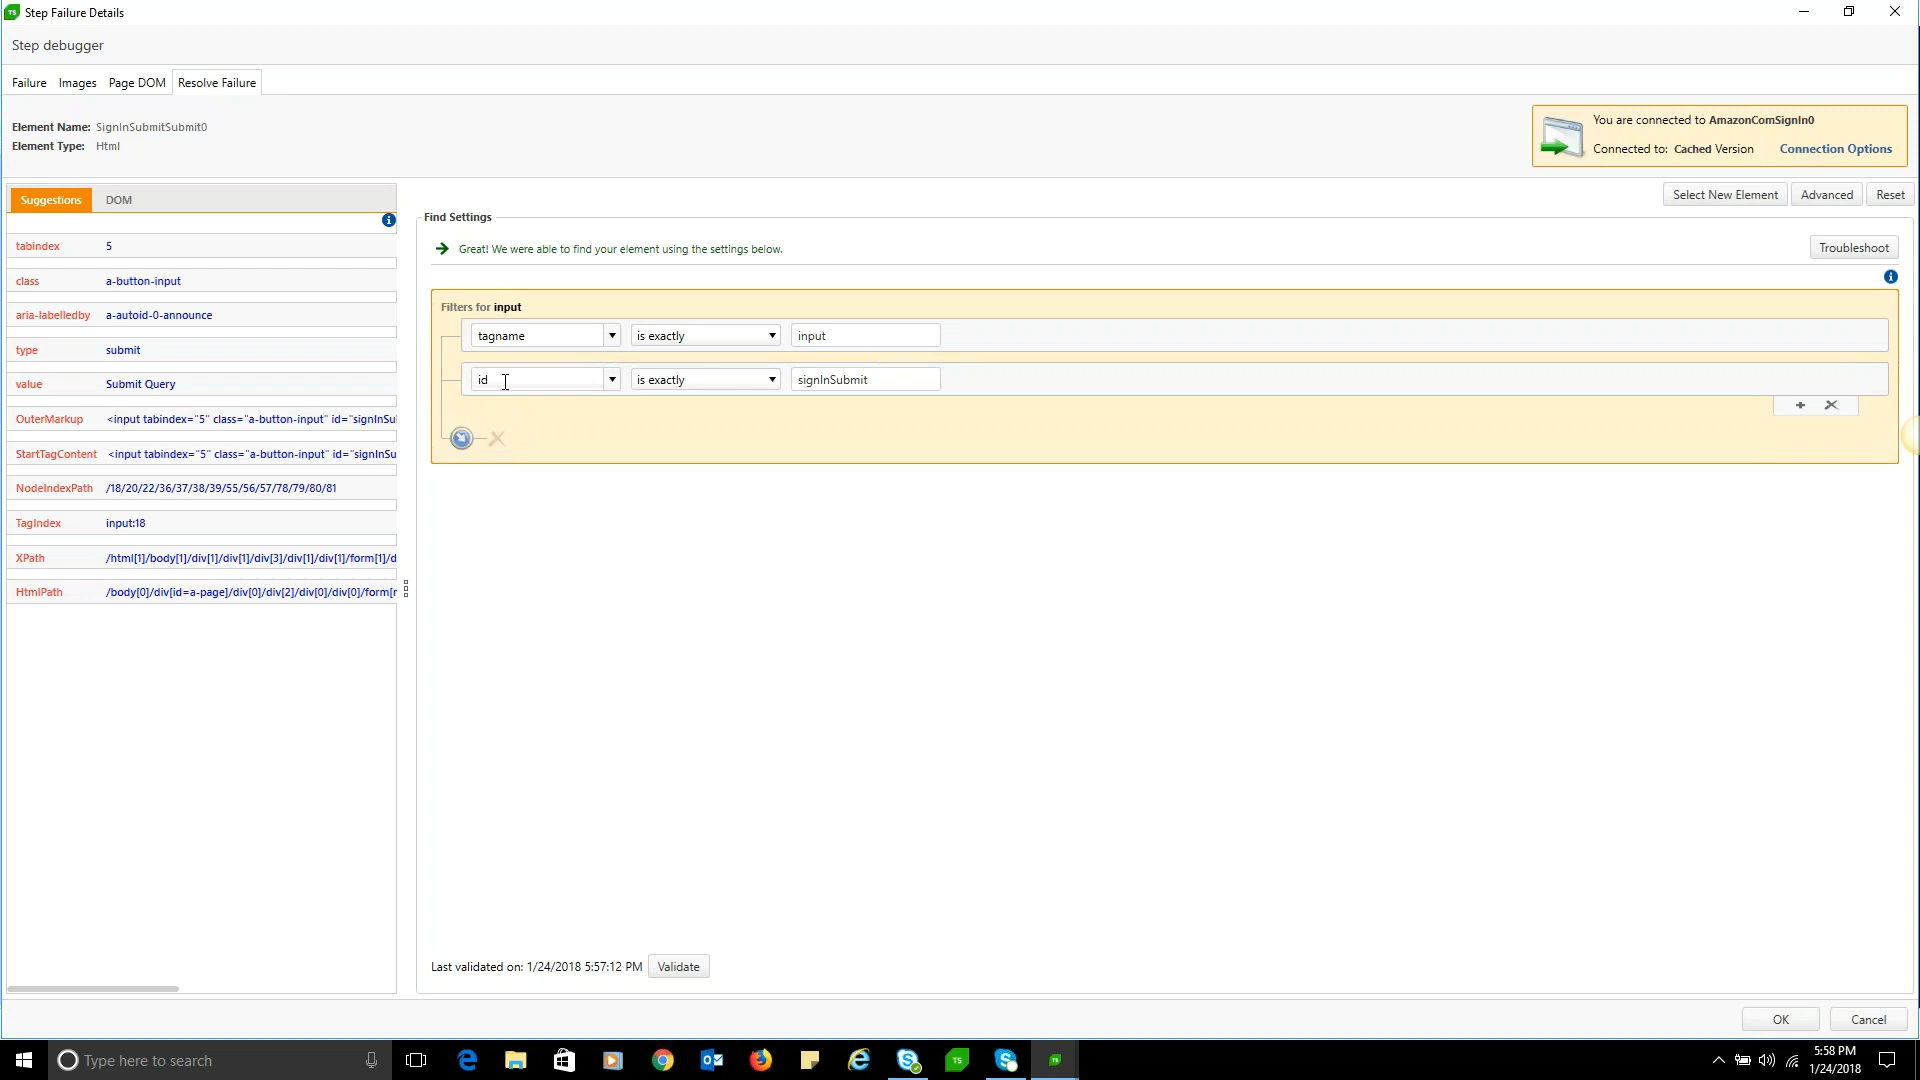 Step Failure Details
Step debugger
Failure Images Page DOM Resolve Failure
Element Name: SignInSubmitSubmit0
Element Type: Html
You are connected to AmazonComSignIn0
Connected to: Cached Version Connection Options
Suggestions DOM
Select New Element Advanced Reset
Find Settings
Great! We were able to find your element using the settings below.
Troubleshoot
tabindex 5
class a-button-input
aria-labelledby a-autoid-0-announce
type submit
value Submit Query
OuterMarkup <input tabindex="5" class="a-button-input" id="signInSu
StartTagContent <input tabindex="5" class="a-button-input" id="signInSu
NodeIndexPath /18/20/22/36/37/38/39/55/56/57/78/79/80/81
TagIndex input:18
XPath /html[1]/body[1]/div[1]/div[1]/div[3]/div[1]/div[1]/form[1]/d
HtmlPath /body[0]/div[id=a-page]/div[0]/div[2]/div[0]/div[0]/form[r
Filters for input
tagname is exactly input
id is exactly signInSubmit
Last validated on: 1/24/2018 5:57:12 PM Validate
OK Cancel
Type here to search
5:58 PM
1/24/2018